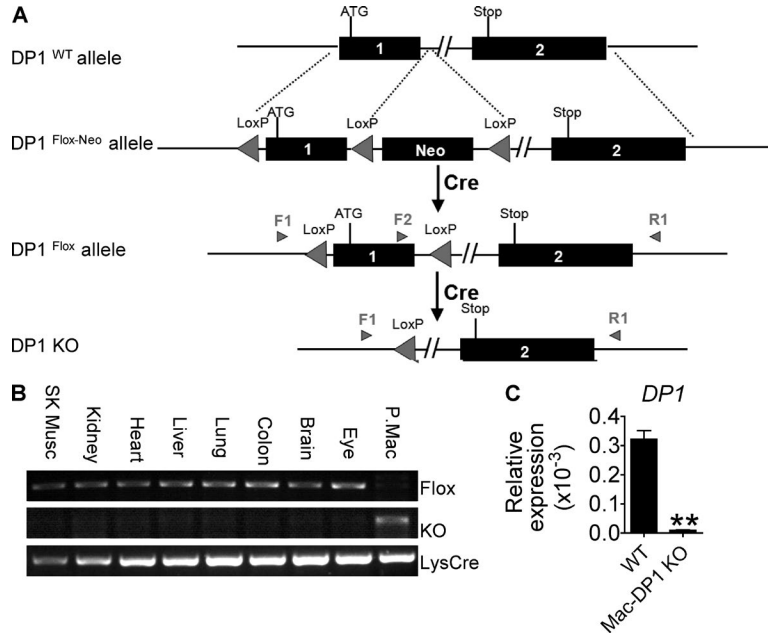 A
ATG
Stop
DP1 WT allele
1
2
LoxP
ATG
LoxP
LoxP
Stop
DP1 Flox-Neo allele
1
Neo
2
Cre
F1
LoxP
ATG
F2
LoxP
Stop
R1
DP1 Flox allele
1
2
Cre
F1
LoxP
Stop
R1
DP1 KO
2
B
SK Musc
Kidney
Heart
Liver
Lung
Colon
Brain
Eye
P.Mac
Flox
KO
LysCre
C
DP1
Relative
expression
(x10-3)
0.4
0.3
0.2
0.1
0.0
**
WT
Mac-DP1 KO